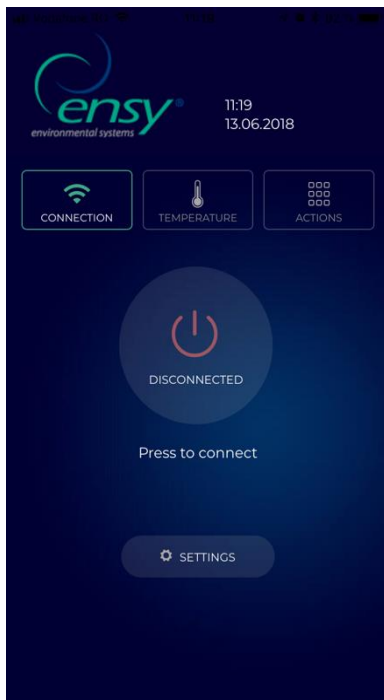 ensy®
environmental systems
11:19
13.06.2018
CONNECTION
TEMPERATURE
ACTIONS
DISCONNECTED
Press to connect
SETTINGS